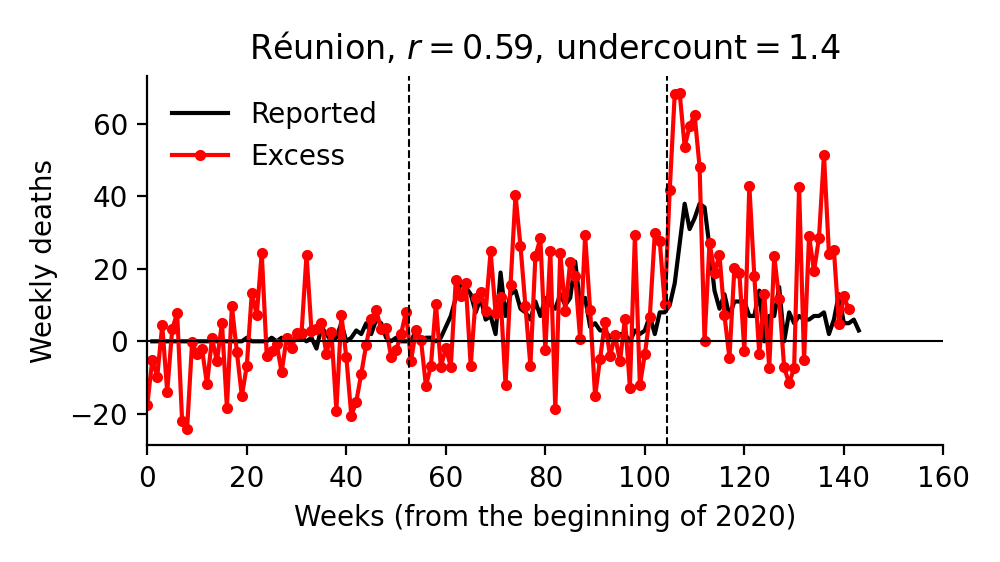 Réunion, r = 0.59, undercount = 1.4
Reported
Excess
Weekly deaths
60
40
20
0
−20
0 20 40 60 80 100 120 140 160
Weeks (from the beginning of 2020)